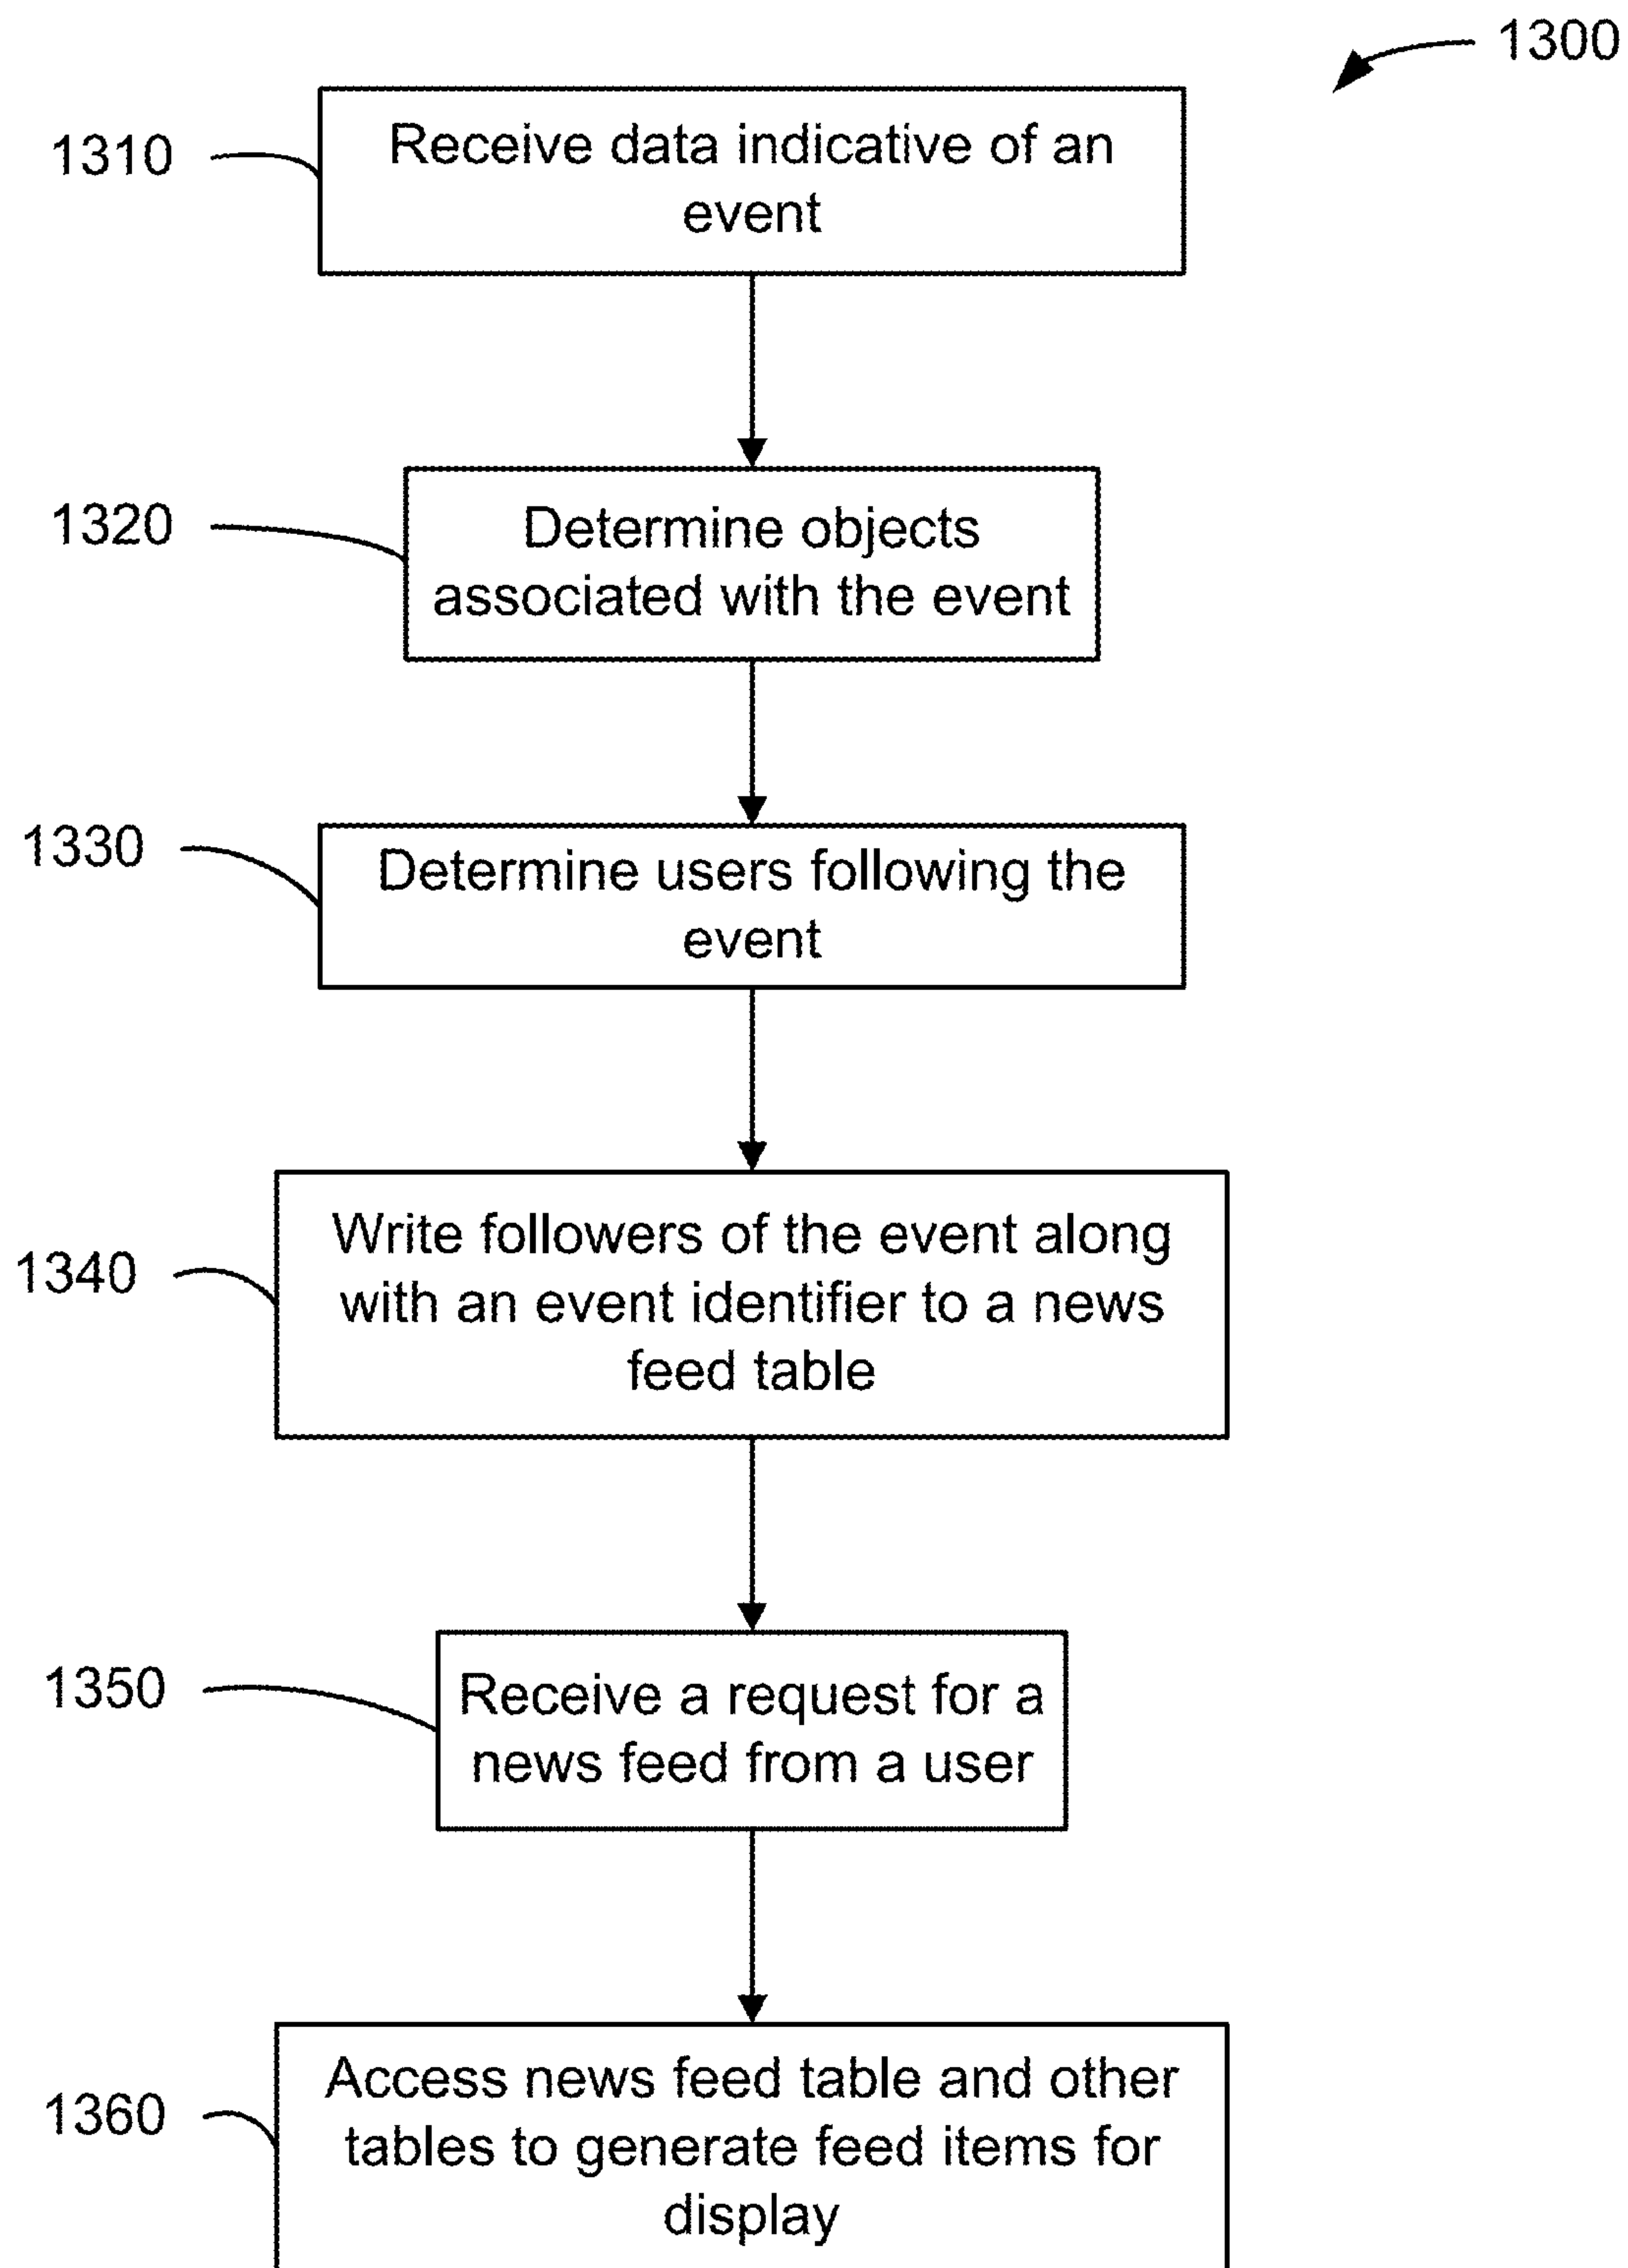 1300
1310
Receive data indicative of an
event
1320
Determine objects
associated with the event
1330
Determine users following the
event
1340
Write followers of the event along
with an event identifier to a news
feed table
1350
Receive a request for a
news feed from a user
1360
Access news feed table and other
tables to generate feed items for
display